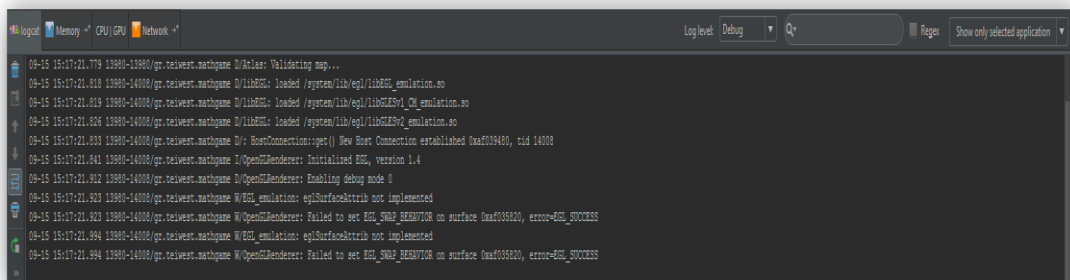 logcat Memory CPU | GPU Network Log level: Debug Regex Show only selected application
09-15 15:17:21.779 13980-13980/gr.teiwest.mathgame D/Atlas: Validating map...
09-15 15:17:21.818 13980-14008/gr.teiwest.mathgame D/libEGL: loaded /system/lib/egl/libEGL_emulation.so
09-15 15:17:21.819 13980-14008/gr.teiwest.mathgame D/libEGL: loaded /system/lib/egl/libGLESv1_CM_emulation.so
09-15 15:17:21.826 13980-14008/gr.teiwest.mathgame D/libEGL: loaded /system/lib/egl/libGLESv2_emulation.so
09-15 15:17:21.833 13980-14008/gr.teiwest.mathgame D/: HostConnection::get() New Host Connection established 0xaf039480, tid 14008
09-15 15:17:21.841 13980-14008/gr.teiwest.mathgame I/OpenGLRenderer: Initialized EGL, version 1.4
09-15 15:17:21.912 13980-14008/gr.teiwest.mathgame D/OpenGLRenderer: Enabling debug mode 0
09-15 15:17:21.923 13980-14008/gr.teiwest.mathgame W/EGL_emulation: eglSurfaceAttrib not implemented
09-15 15:17:21.923 13980-14008/gr.teiwest.mathgame W/OpenGLRenderer: Failed to set EGL_SWAP_BEHAVIOR on surface 0xaf035820, error=EGL_SUCCESS
09-15 15:17:21.994 13980-14008/gr.teiwest.mathgame W/EGL_emulation: eglSurfaceAttrib not implemented
09-15 15:17:21.994 13980-14008/gr.teiwest.mathgame W/OpenGLRenderer: Failed to set EGL_SWAP_BEHAVIOR on surface 0xaf035820, error=EGL_SUCCESS